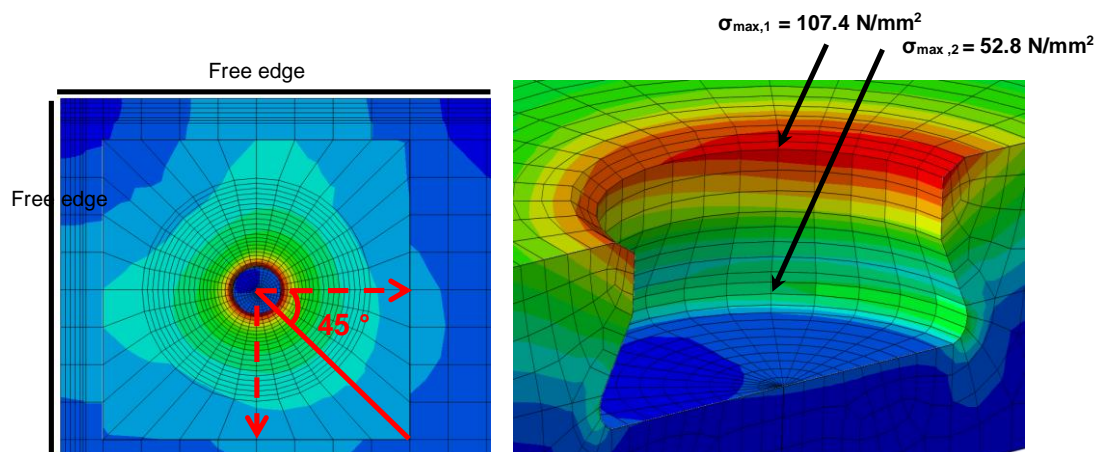 σmax,1 = 107.4 N/mm²
σmax ,2 = 52.8 N/mm²
Free edge
Free edge
45 °